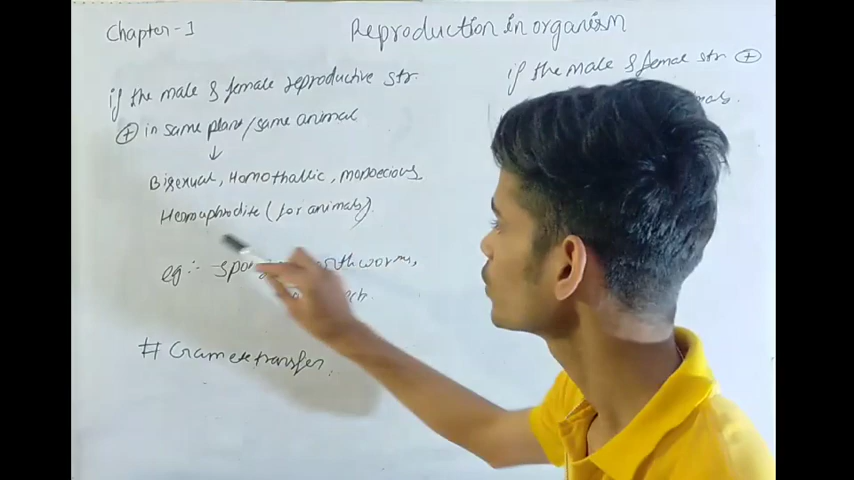 Chapter-1
Reproduction in organism
if the male & female reproductive str
⊕ in same plant/same animal
↓
Bisexual, Homothallic, monoecious
Hermaphrodite (for animals)
eg:-
worms,
# Gamete transfer.
if the male & female str ⊕